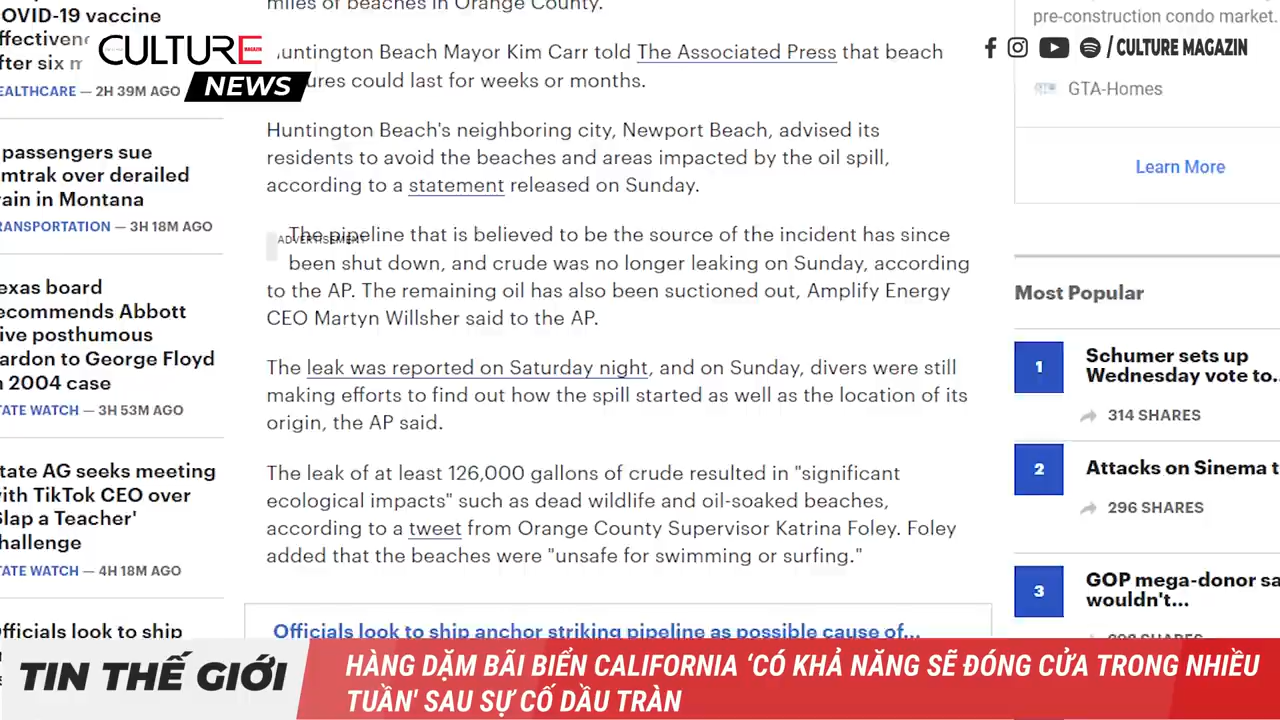 OVID-19 vaccine
ffectivene
fter six m
EALTHCARE — 2H 39M AGO
passengers sue
mtrak over derailed
rain in Montana
RANSPORTATION — 3H 18M AGO
exas board
ecommends Abbott
ive posthumous
ardon to George Floyd
n 2004 case
TATE WATCH — 3H 53M AGO
tate AG seeks meeting
ith TikTok CEO over
Slap a Teacher'
hallenge
TATE WATCH — 4H 18M AGO
Officials look to ship
CULTURE
MAGAZIN
NEWS
miles of beaches in Orange County.
untington Beach Mayor Kim Carr told The Associated Press that beach
ures could last for weeks or months.
Huntington Beach's neighboring city, Newport Beach, advised its
residents to avoid the beaches and areas impacted by the oil spill,
according to a statement released on Sunday.
ADVERTISEMENT
The pipeline that is believed to be the source of the incident has since
been shut down, and crude was no longer leaking on Sunday, according
to the AP. The remaining oil has also been suctioned out, Amplify Energy
CEO Martyn Willsher said to the AP.
The leak was reported on Saturday night, and on Sunday, divers were still
making efforts to find out how the spill started as well as the location of its
origin, the AP said.
The leak of at least 126,000 gallons of crude resulted in "significant
ecological impacts" such as dead wildlife and oil-soaked beaches,
according to a tweet from Orange County Supervisor Katrina Foley. Foley
added that the beaches were "unsafe for swimming or surfing."
Officials look to ship anchor striking pipeline as possible cause of...
pre-construction condo market.
/ CULTURE MAGAZIN
GTA-Homes
Learn More
Most Popular
1
Schumer sets up
Wednesday vote to...
314 SHARES
2
Attacks on Sinema t
296 SHARES
3
GOP mega-donor sa
wouldn't...
SHARES
TIN THẾ GIỚI
HÀNG DẶM BÃI BIỂN CALIFORNIA ‘CÓ KHẢ NĂNG SẼ ĐÓNG CỬA TRONG NHIỀU
TUẦN' SAU SỰ CỐ DẦU TRÀN